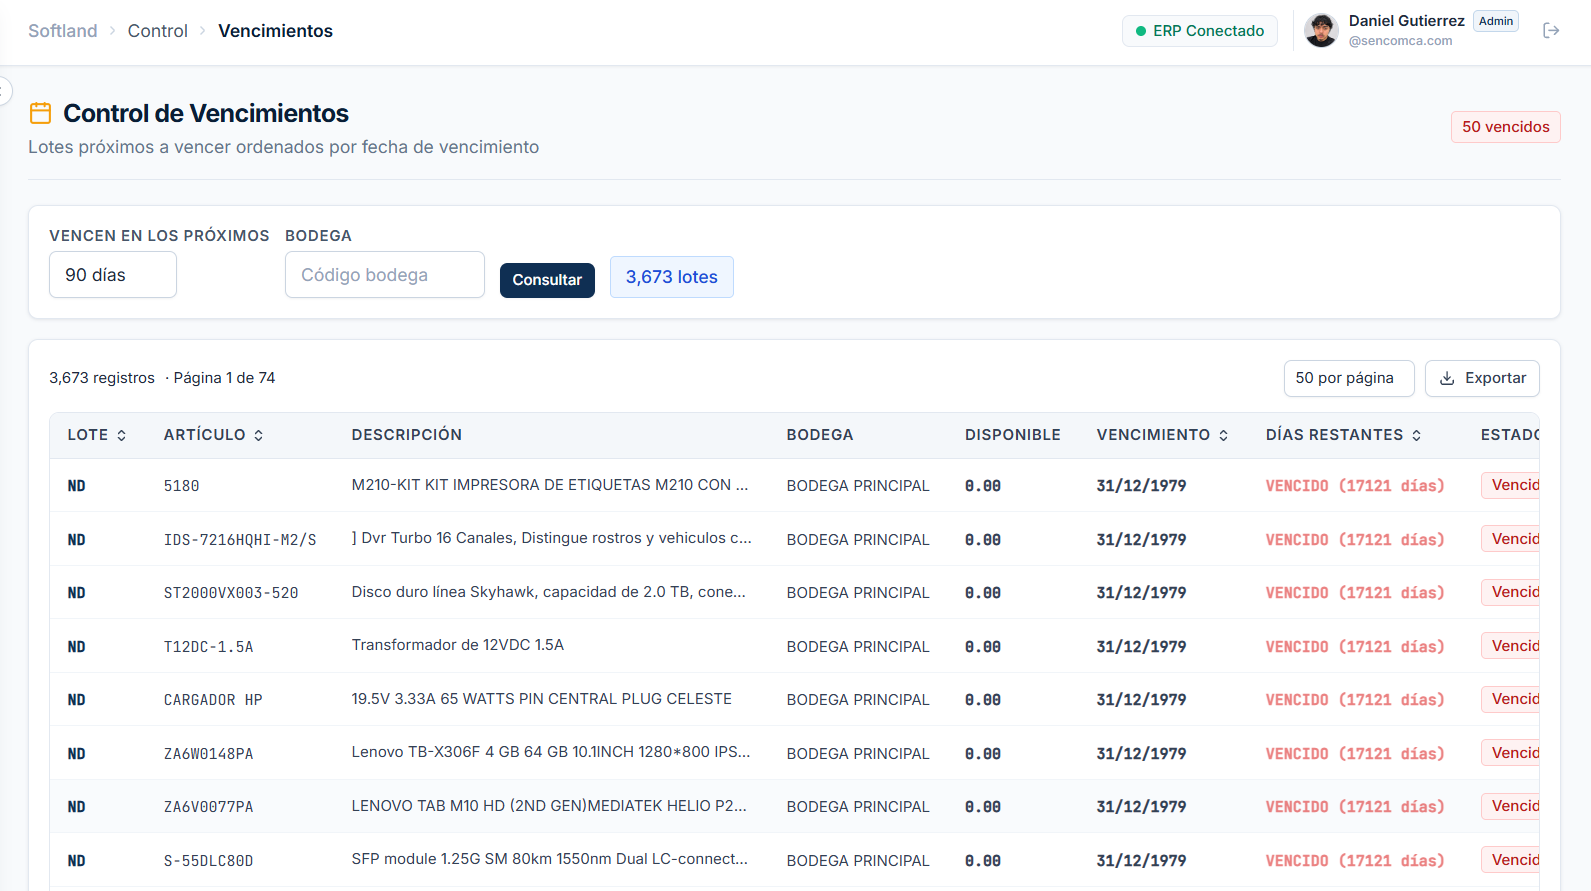 Softland > Control > Vencimientos
ERP Conectado
Daniel Gutierrez Admin
@sencomca.com
Control de Vencimientos
Lotes próximos a vencer ordenados por fecha de vencimiento
50 vencidos
VENCEN EN LOS PRÓXIMOS BODEGA
90 días Código bodega Consultar 3,673 lotes
3,673 registros · Página 1 de 74
50 por página Exportar
LOTE ARTÍCULO DESCRIPCIÓN BODEGA DISPONIBLE VENCIMIENTO DÍAS RESTANTES ESTADO
ND 5180 M210-KIT KIT IMPRESORA DE ETIQUETAS M210 CON ... BODEGA PRINCIPAL 0.00 31/12/1979 VENCIDO (17121 días) Vencid
ND IDS-7216HQHI-M2/S ] Dvr Turbo 16 Canales, Distingue rostros y vehiculos c... BODEGA PRINCIPAL 0.00 31/12/1979 VENCIDO (17121 días) Vencid
ND ST2000VX003-520 Disco duro línea Skyhawk, capacidad de 2.0 TB, cone... BODEGA PRINCIPAL 0.00 31/12/1979 VENCIDO (17121 días) Vencid
ND T12DC-1.5A Transformador de 12VDC 1.5A BODEGA PRINCIPAL 0.00 31/12/1979 VENCIDO (17121 días) Vencid
ND CARGADOR HP 19.5V 3.33A 65 WATTS PIN CENTRAL PLUG CELESTE BODEGA PRINCIPAL 0.00 31/12/1979 VENCIDO (17121 días) Vencid
ND ZA6W0148PA Lenovo TB-X306F 4 GB 64 GB 10.1INCH 1280*800 IPS... BODEGA PRINCIPAL 0.00 31/12/1979 VENCIDO (17121 días) Vencid
ND ZA6V0077PA LENOVO TAB M10 HD (2ND GEN)MEDIATEK HELIO P2... BODEGA PRINCIPAL 0.00 31/12/1979 VENCIDO (17121 días) Vencid
ND S-55DLC80D SFP module 1.25G SM 80km 1550nm Dual LC-connect... BODEGA PRINCIPAL 0.00 31/12/1979 VENCIDO (17121 días) Vencid